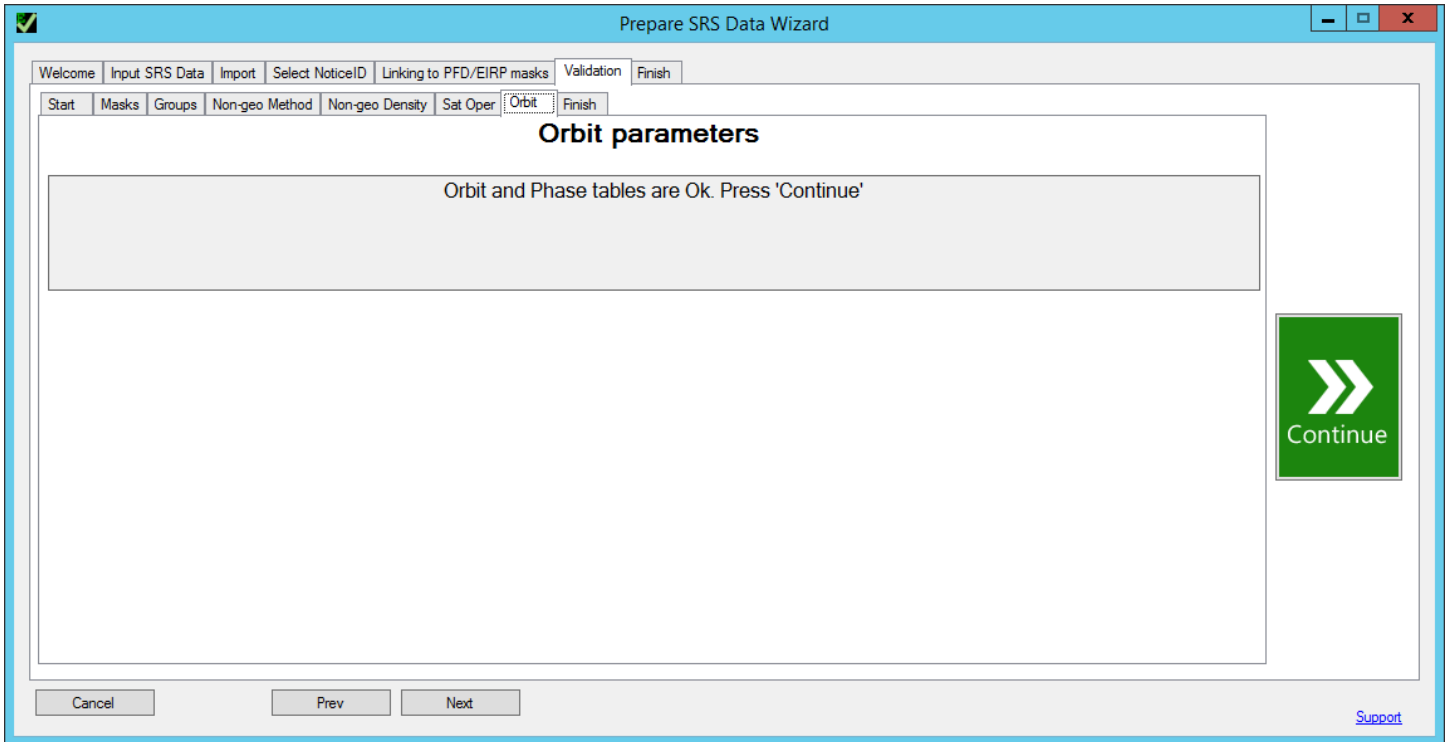 Prepare SRS Data Wizard
Welcome Input SRS Data Import Select NoticeID Linking to PFD/EIRP masks Validation Finish
Start Masks Groups Non-geo Method Non-geo Density Sat Oper Orbit Finish
Orbit parameters
Orbit and Phase tables are Ok. Press 'Continue'
Continue
Cancel Prev Next
Support